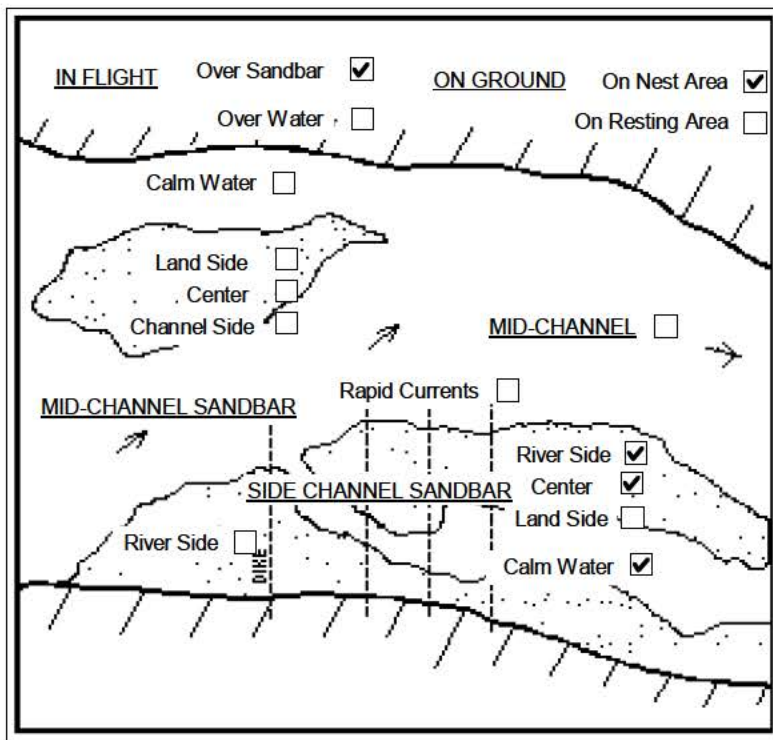 IN FLIGHT
Over Sandbar
ON GROUND
On Nest Area
Over Water
On Resting Area
Calm Water
Land Side
Center
Channel Side
MID-CHANNEL
Rapid Currents
MID-CHANNEL SANDBAR
River Side
SIDE CHANNEL SANDBAR
Center
Land Side
River Side
DIKE
Calm Water